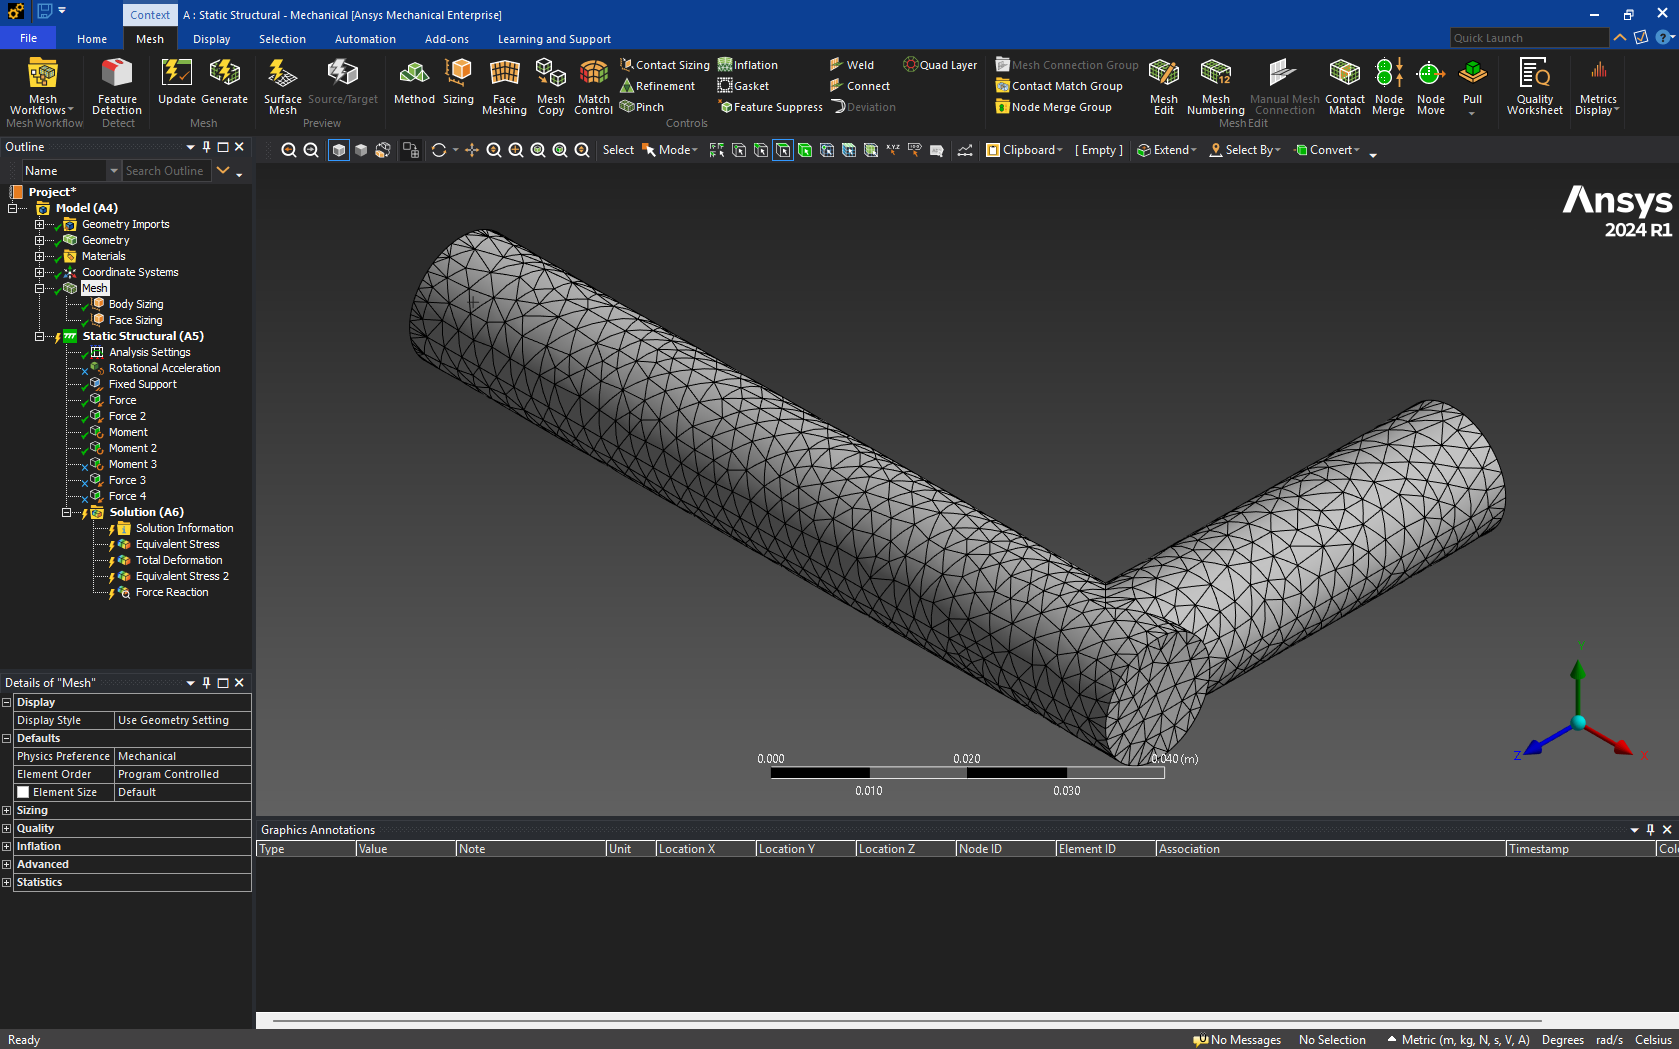 Context A : Static Structural - Mechanical [Ansys Mechanical Enterprise]
File Home Mesh Display Selection Automation Add-ons Learning and Support Quick Launch
Mesh Workflows
Mesh Workflow
Feature Detection
Detect
Update Generate
Mesh
Surface Mesh Source/Target
Preview
Method Sizing Face Meshing Mesh Copy Match Control
Contact Sizing Inflation Weld Quad Layer
Refinement Gasket Connect
Pinch Feature Suppress Deviation
Controls
Mesh Connection Group
Contact Match Group
Node Merge Group
Mesh Edit Mesh Numbering Manual Mesh Connection Contact Match Node Merge Node Move Pull
Mesh Edit
Quality Worksheet
Metrics Display
Outline
Name Search Outline
Select Mode Clipboard [ Empty ] Extend Select By Convert
Project*
Model (A4)
Geometry Imports
Geometry
Materials
Coordinate Systems
Mesh
Body Sizing
Face Sizing
Static Structural (A5)
Analysis Settings
Rotational Acceleration
Fixed Support
Force
Force 2
Moment
Moment 2
Moment 3
Force 3
Force 4
Solution (A6)
Solution Information
Equivalent Stress
Total Deformation
Equivalent Stress 2
Force Reaction
Ansys
2024 R1
Y
Z
X
0.000 0.020 0.040 (m)
0.010 0.030
Details of "Mesh"
Display
Display Style Use Geometry Setting
Defaults
Physics Preference Mechanical
Element Order Program Controlled
Element Size Default
Sizing
Quality
Inflation
Advanced
Statistics
Graphics Annotations
Type Value Note Unit Location X Location Y Location Z Node ID Element ID Association Timestamp Col
Ready No Messages No Selection Metric (m, kg, N, s, V, A) Degrees rad/s Celsius